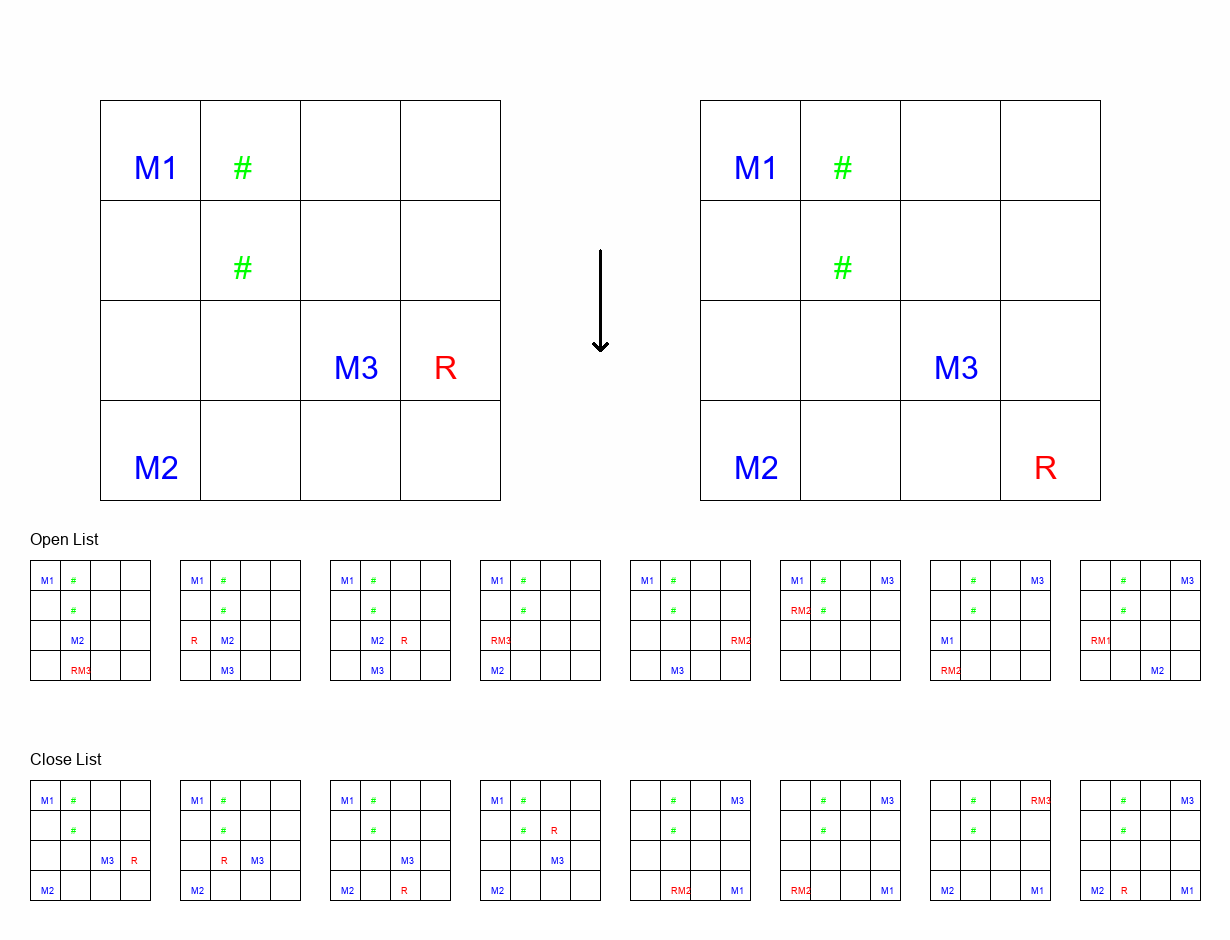 M1 # M1 #
# #
M3 R M3
M2 M2 R
Open List
M1 # M1 # M1 # M1 # M1 # M1 # M3 # M3 # M3
# # # # # RM2 # # #
M2 R M2 M2 R RM3 RM2 M1 RM1
RM3 M3 M3 M2 M3 RM2 M2
Close List
M1 # M1 # M1 # M1 # # M3 # M3 # RM3 # M3
# # # # R # # # #
M3 R R M3 M3 M3
M2 M2 M2 R M2 RM2 M1 RM2 M1 M2 M1 M2 R M1